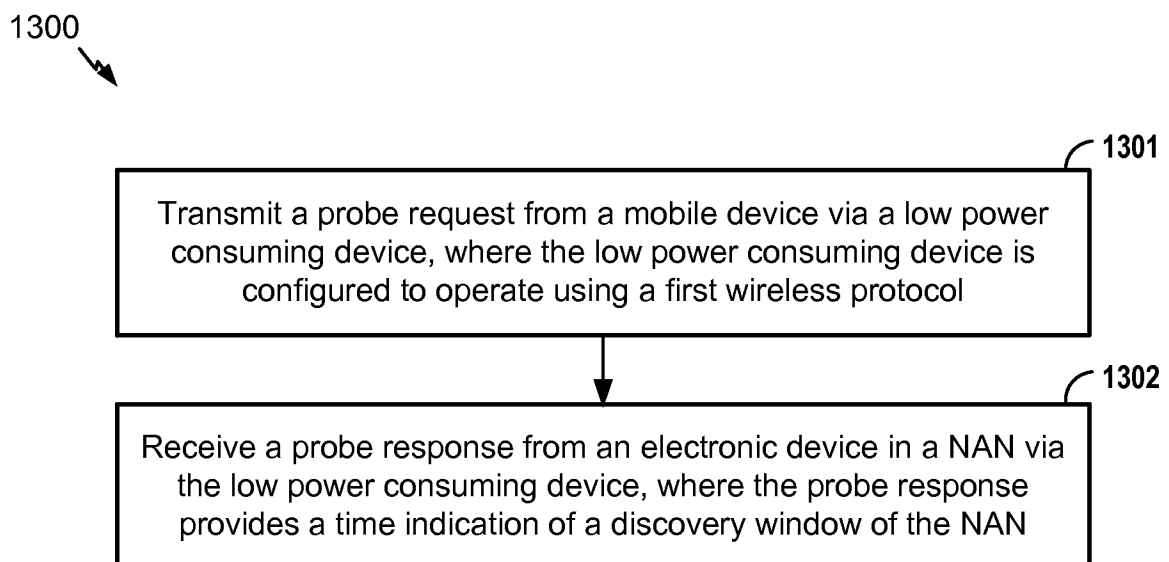 1300
1301
Transmit a probe request from a mobile device via a low power
consuming device, where the low power consuming device is
configured to operate using a first wireless protocol
1302
Receive a probe response from an electronic device in a NAN via
the low power consuming device, where the probe response
provides a time indication of a discovery window of the NAN